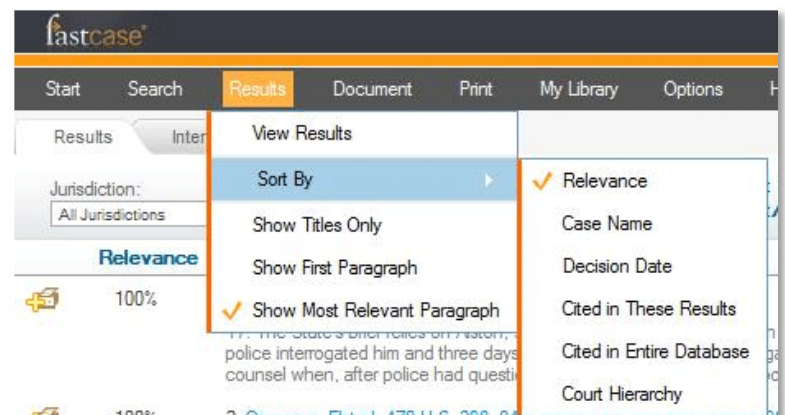 fastcase
Start Search Results Document Print My Library Options H
Results Inter
View Results
Sort By
Relevance
Jurisdiction:
All Jurisdictions
Show Titles Only
Case Name
Relevance
Show First Paragraph
Decision Date
100%
Show Most Relevant Paragraph
Cited in These Results
police interrogated him and three days
Cited in Entire Database
counsel when, after police had questi
Court Hierarchy